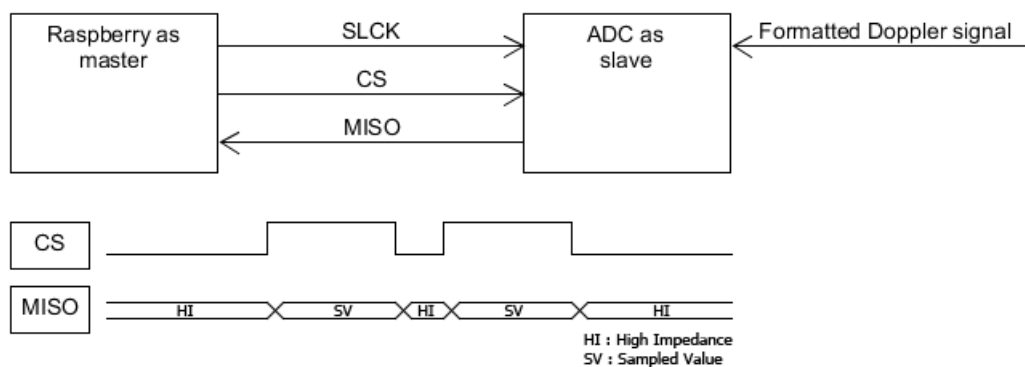 Raspberry as
master
SLCK
CS
MISO
ADC as
slave
Formatted Doppler signal
CS
MISO
HI
SV
HI
SV
HI
HI : High Impedance
SV : Sampled Value